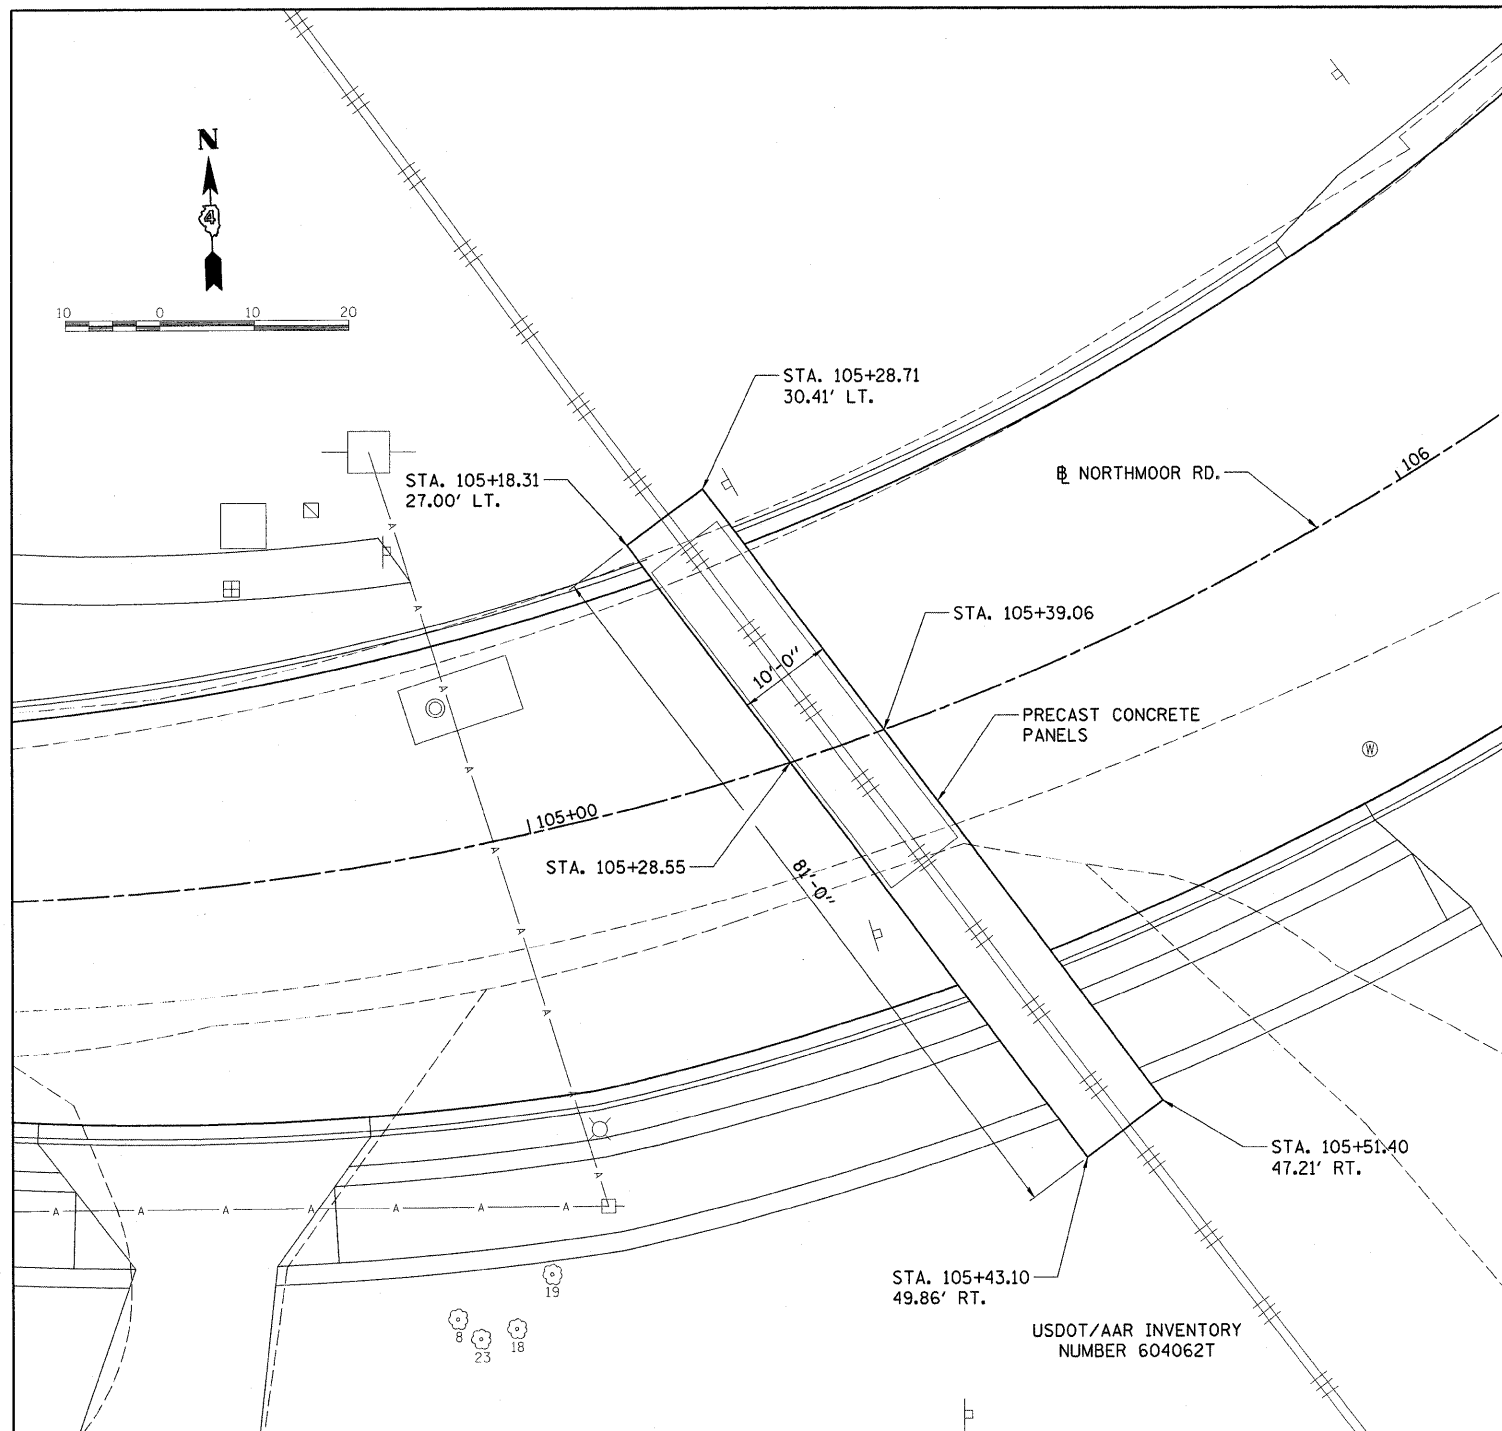 N
4
10 0 10 20
STA. 105+28.71
30.41' LT.
STA. 105+18.31
27.00' LT.
℄ NORTHMOOR RD.
106
A
STA. 105+39.06
A
10'-0"
PRECAST CONCRETE
PANELS
W
A
105+00
A
STA. 105+28.55
81'-0"
A
A
A
STA. 105+51.40
47.21' RT.
A
A A A A A A A
STA. 105+43.10
49.86' RT.
19
USDOT/AAR INVENTORY
NUMBER 604062T
8
18
23